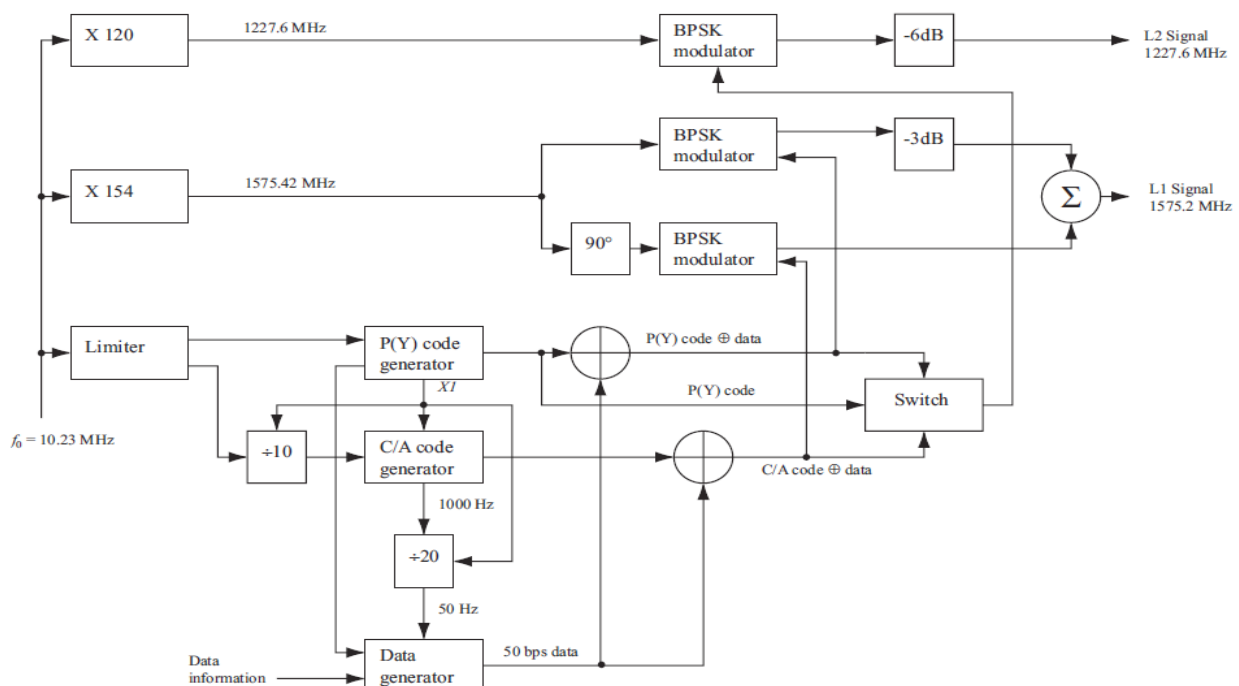 X 120
1227.6 MHz
BPSK
modulator
-6dB
L2 Signal
1227.6 MHz
BPSK
modulator
-3dB
X 154
1575.42 MHz
Σ
L1 Signal
1575.2 MHz
90°
BPSK
modulator
Limiter
P(Y) code
generator
P(Y) code ⊕ data
X1
P(Y) code
Switch
f0 = 10.23 MHz
÷10
C/A code
generator
C/A code ⊕ data
1000 Hz
÷20
50 Hz
Data
information
Data
generator
50 bps data